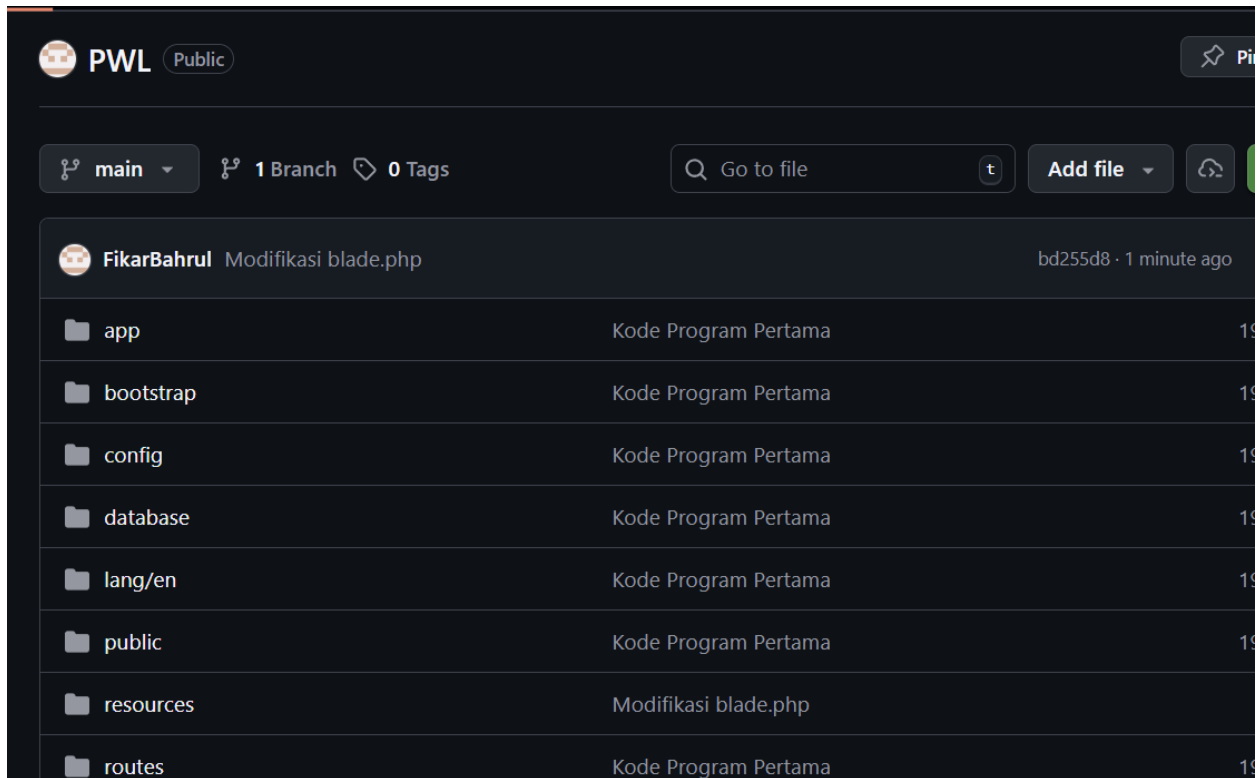 PWL Public
main 1 Branch 0 Tags Go to file t Add file
FikarBahrul Modifikasi blade.php bd255d8 · 1 minute ago
app Kode Program Pertama
bootstrap Kode Program Pertama
config Kode Program Pertama
database Kode Program Pertama
lang/en Kode Program Pertama
public Kode Program Pertama
resources Modifikasi blade.php
routes Kode Program Pertama